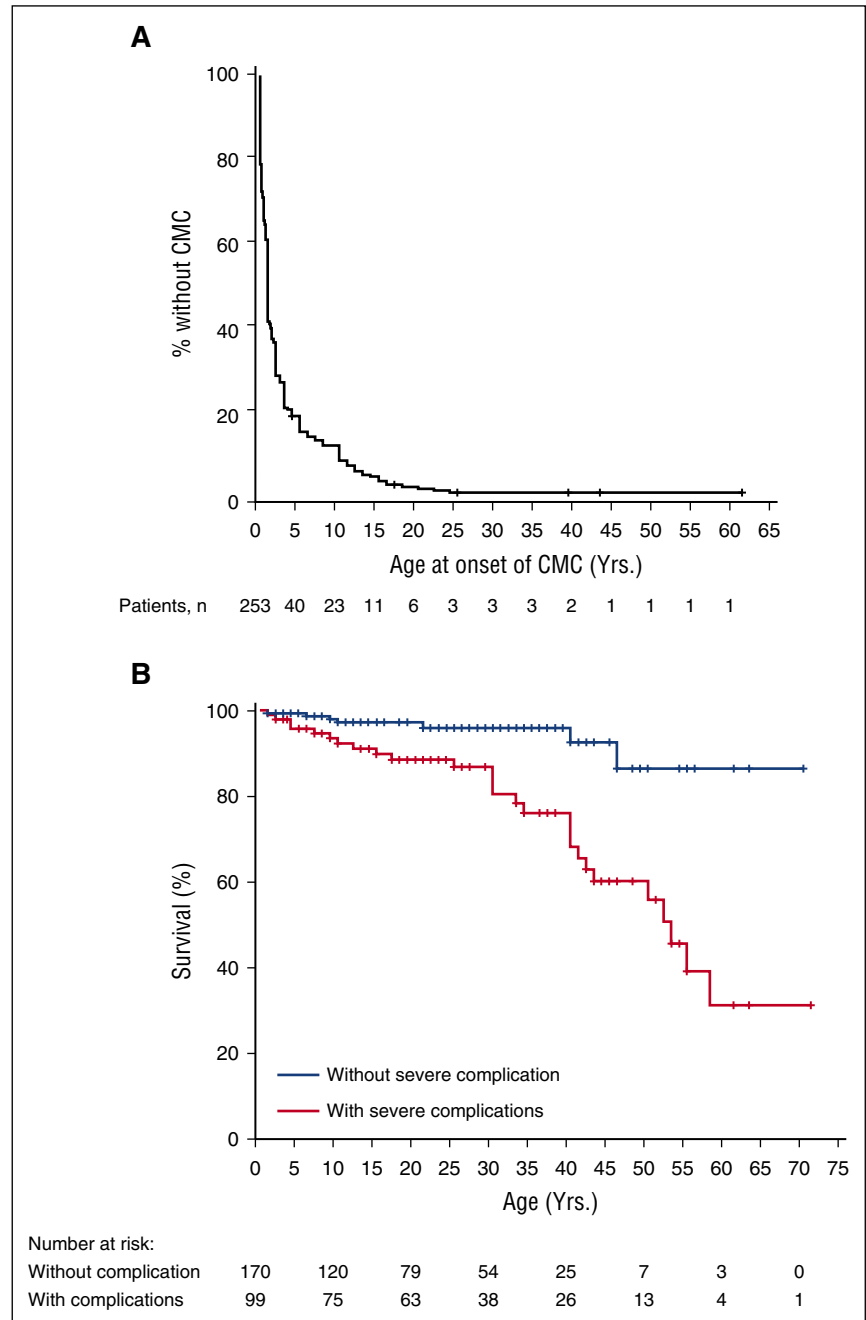 A
100
80
60
40
20
0
% without CMC
0 5 10 15 20 25 30 35 40 45 50 55 60 65
Age at onset of CMC (Yrs.)
Patients, n 253 40 23 11 6 3 3 3 2 1 1 1 1
B
100
80
60
40
20
0
Survival (%)
Without severe complication
With severe complications
0 5 10 15 20 25 30 35 40 45 50 55 60 65 70 75
Age (Yrs.)
Number at risk:
Without complication 170 120 79 54 25 7 3 0
With complications 99 75 63 38 26 13 4 1